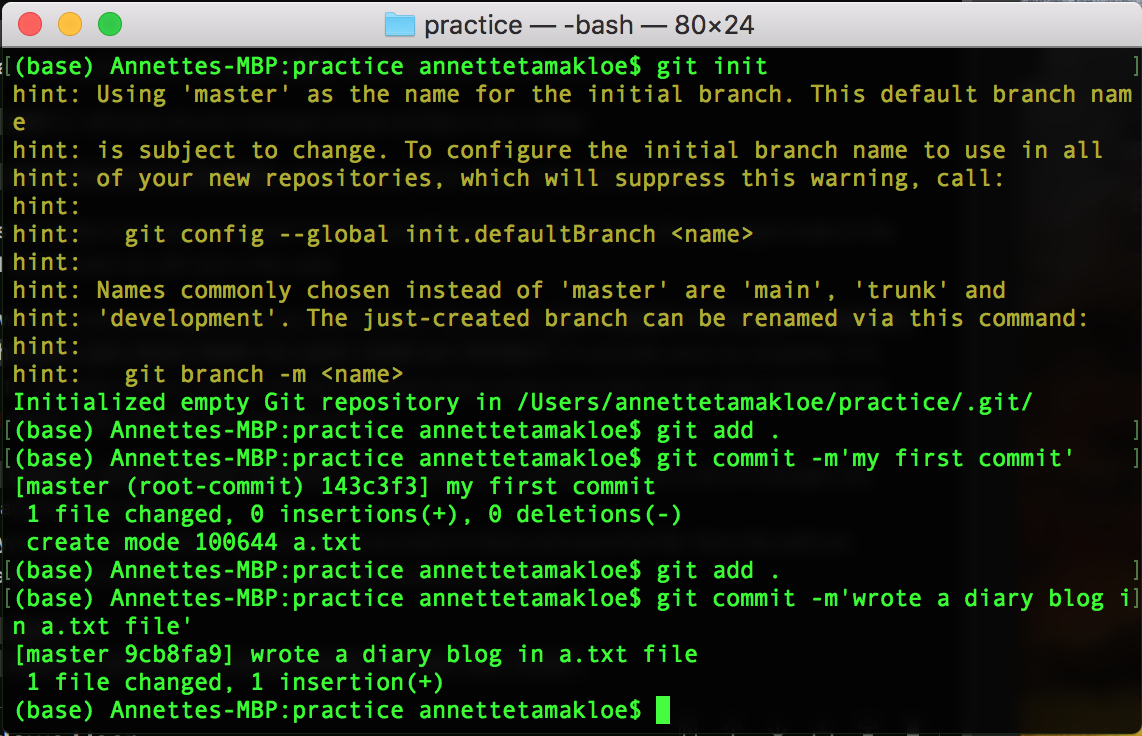 practice — -bash — 80×24
[(base) Annettes-MBP:practice annettetamakloe$ git init ]
hint: Using 'master' as the name for the initial branch. This default branch nam
e
hint: is subject to change. To configure the initial branch name to use in all
hint: of your new repositories, which will suppress this warning, call:
hint:
hint:   git config --global init.defaultBranch <name>
hint:
hint: Names commonly chosen instead of 'master' are 'main', 'trunk' and
hint: 'development'. The just-created branch can be renamed via this command:
hint:
hint:   git branch -m <name>
Initialized empty Git repository in /Users/annettetamakloe/practice/.git/
[(base) Annettes-MBP:practice annettetamakloe$ git add . ]
[(base) Annettes-MBP:practice annettetamakloe$ git commit -m'my first commit' ]
[master (root-commit) 143c3f3] my first commit
 1 file changed, 0 insertions(+), 0 deletions(-)
 create mode 100644 a.txt
[(base) Annettes-MBP:practice annettetamakloe$ git add . ]
[(base) Annettes-MBP:practice annettetamakloe$ git commit -m'wrote a diary blog i]
n a.txt file'
[master 9cb8fa9] wrote a diary blog in a.txt file
 1 file changed, 1 insertion(+)
(base) Annettes-MBP:practice annettetamakloe$